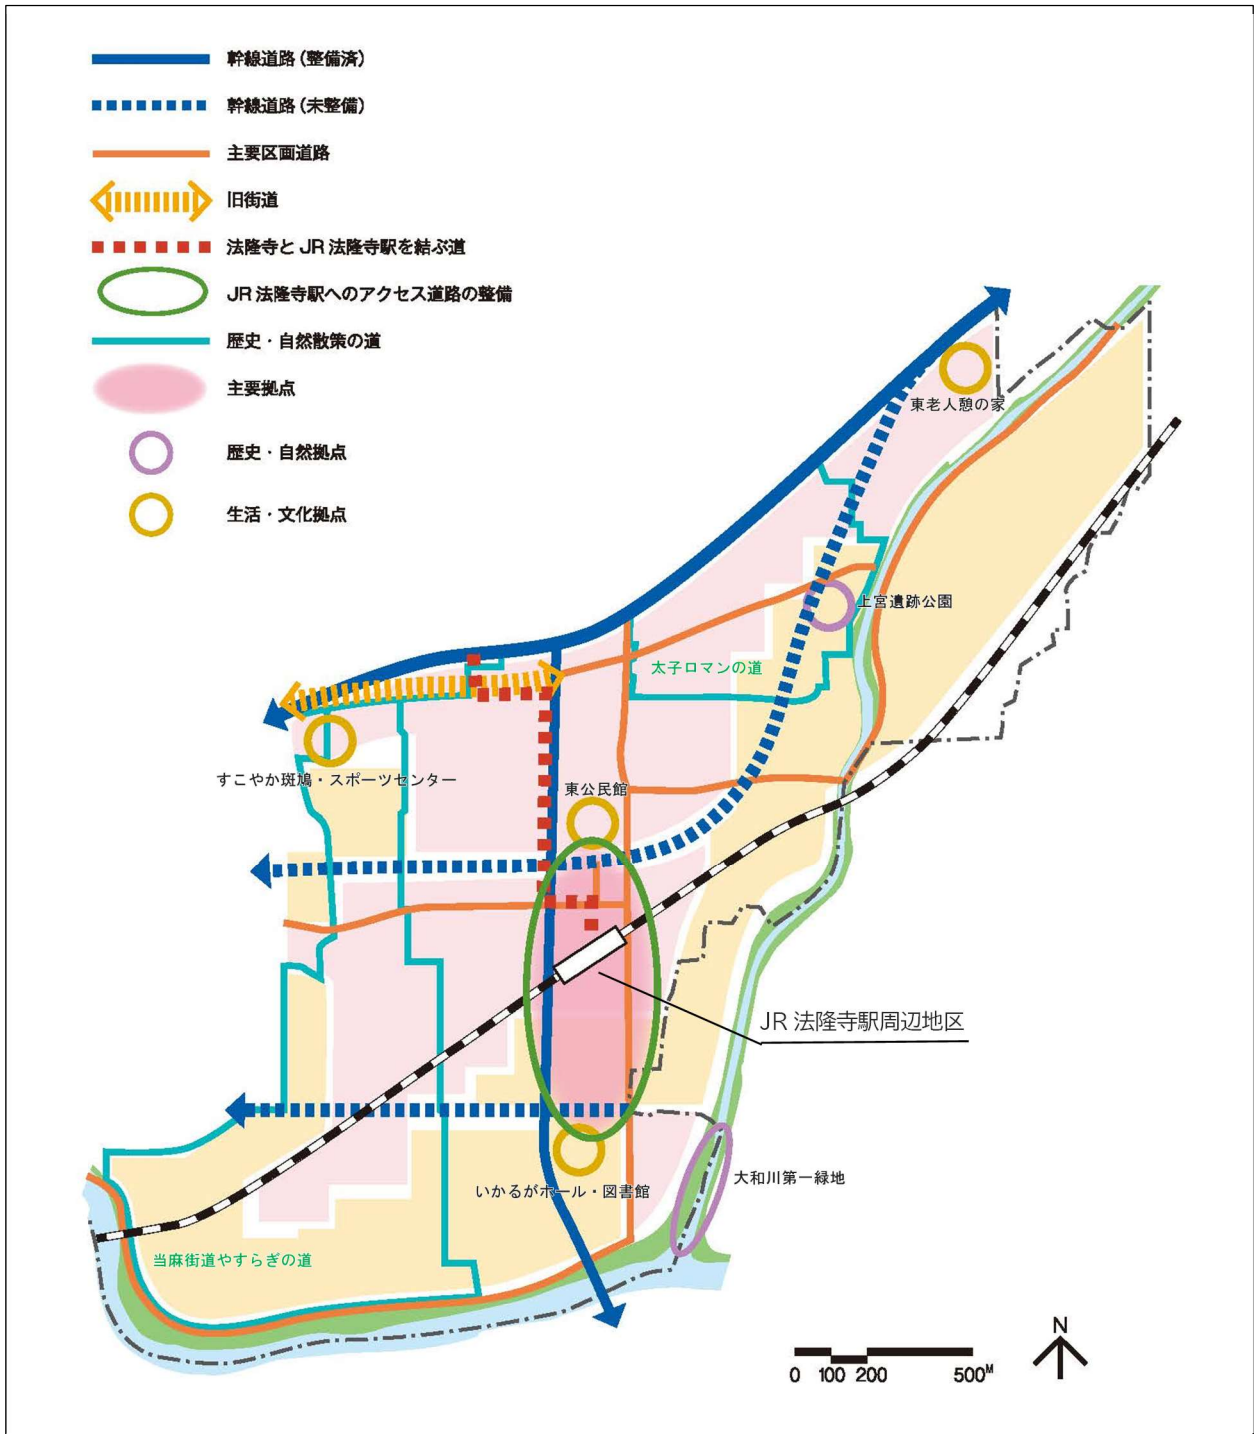 幹線道路（整備済）
幹線道路（未整備）
主要区画道路
旧街道
法隆寺とJR法隆寺駅を結ぶ道
JR法隆寺駅へのアクセス道路の整備
歴史・自然散策の道
主要拠点
歴史・自然拠点
生活・文化拠点
東老人憩の家
上宮遺跡公園
太子ロマンの道
すこやか斑鳩・スポーツセンター
東公民館
JR法隆寺駅周辺地区
大和川第一緑地
いかるがホール・図書館
当麻街道やすらぎの道
N
0 100 200 500M